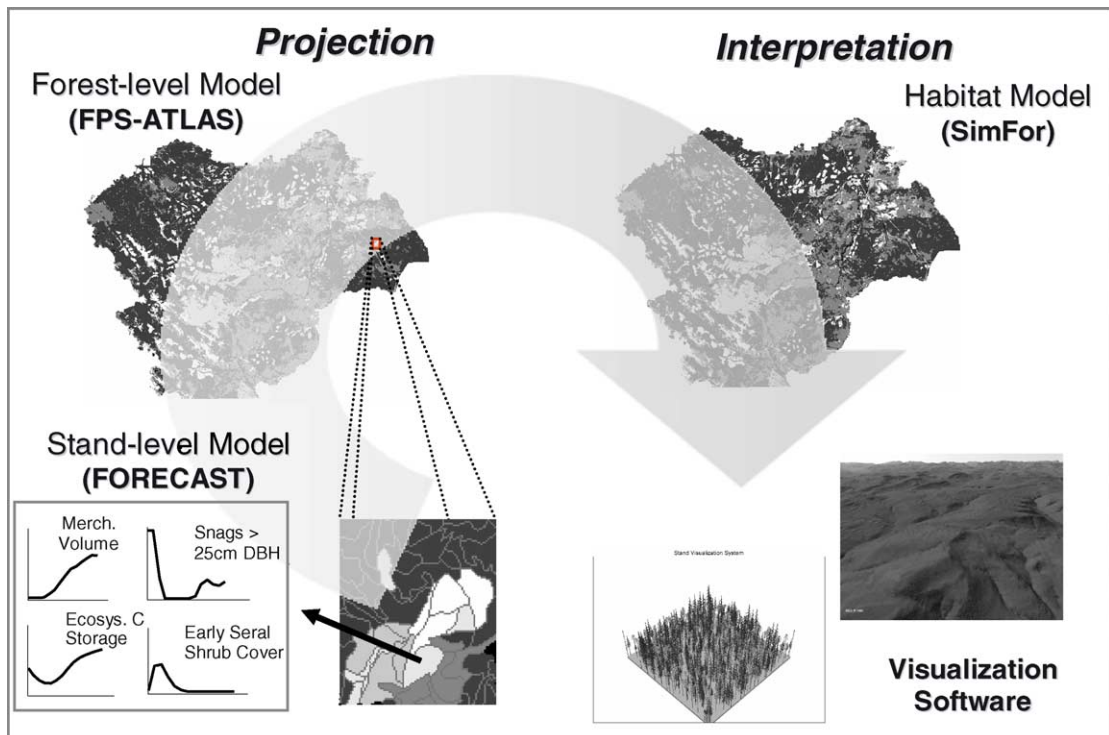 Projection
Interpretation
Forest-level Model
(FPS-ATLAS)
Habitat Model
(SimFor)
Stand-level Model
(FORECAST)
Merch.
Volume
Snags >
25cm DBH
Ecosys. C
Storage
Early Seral
Shrub Cover
Stand Visualization System
Visualization
Software